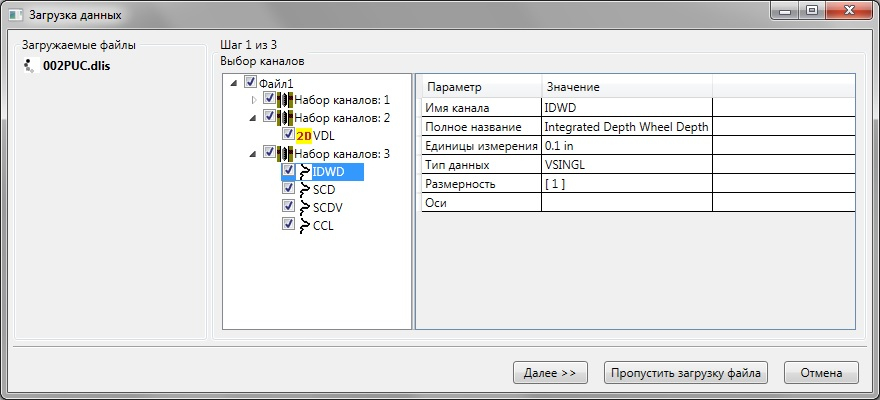 Загрузка данных
Загружаемые файлы
002PUC.dlis
Шаг 1 из 3
Выбор каналов
Файл1
Набор каналов: 1
Набор каналов: 2
2D VDL
Набор каналов: 3
IDWD
SCD
SCDV
CCL
Параметр Значение
Имя канала IDWD
Полное название Integrated Depth Wheel Depth
Единицы измерения 0.1 in
Тип данных VSINGL
Размерность [ 1 ]
Оси
Далее >> Пропустить загрузку файла Отмена